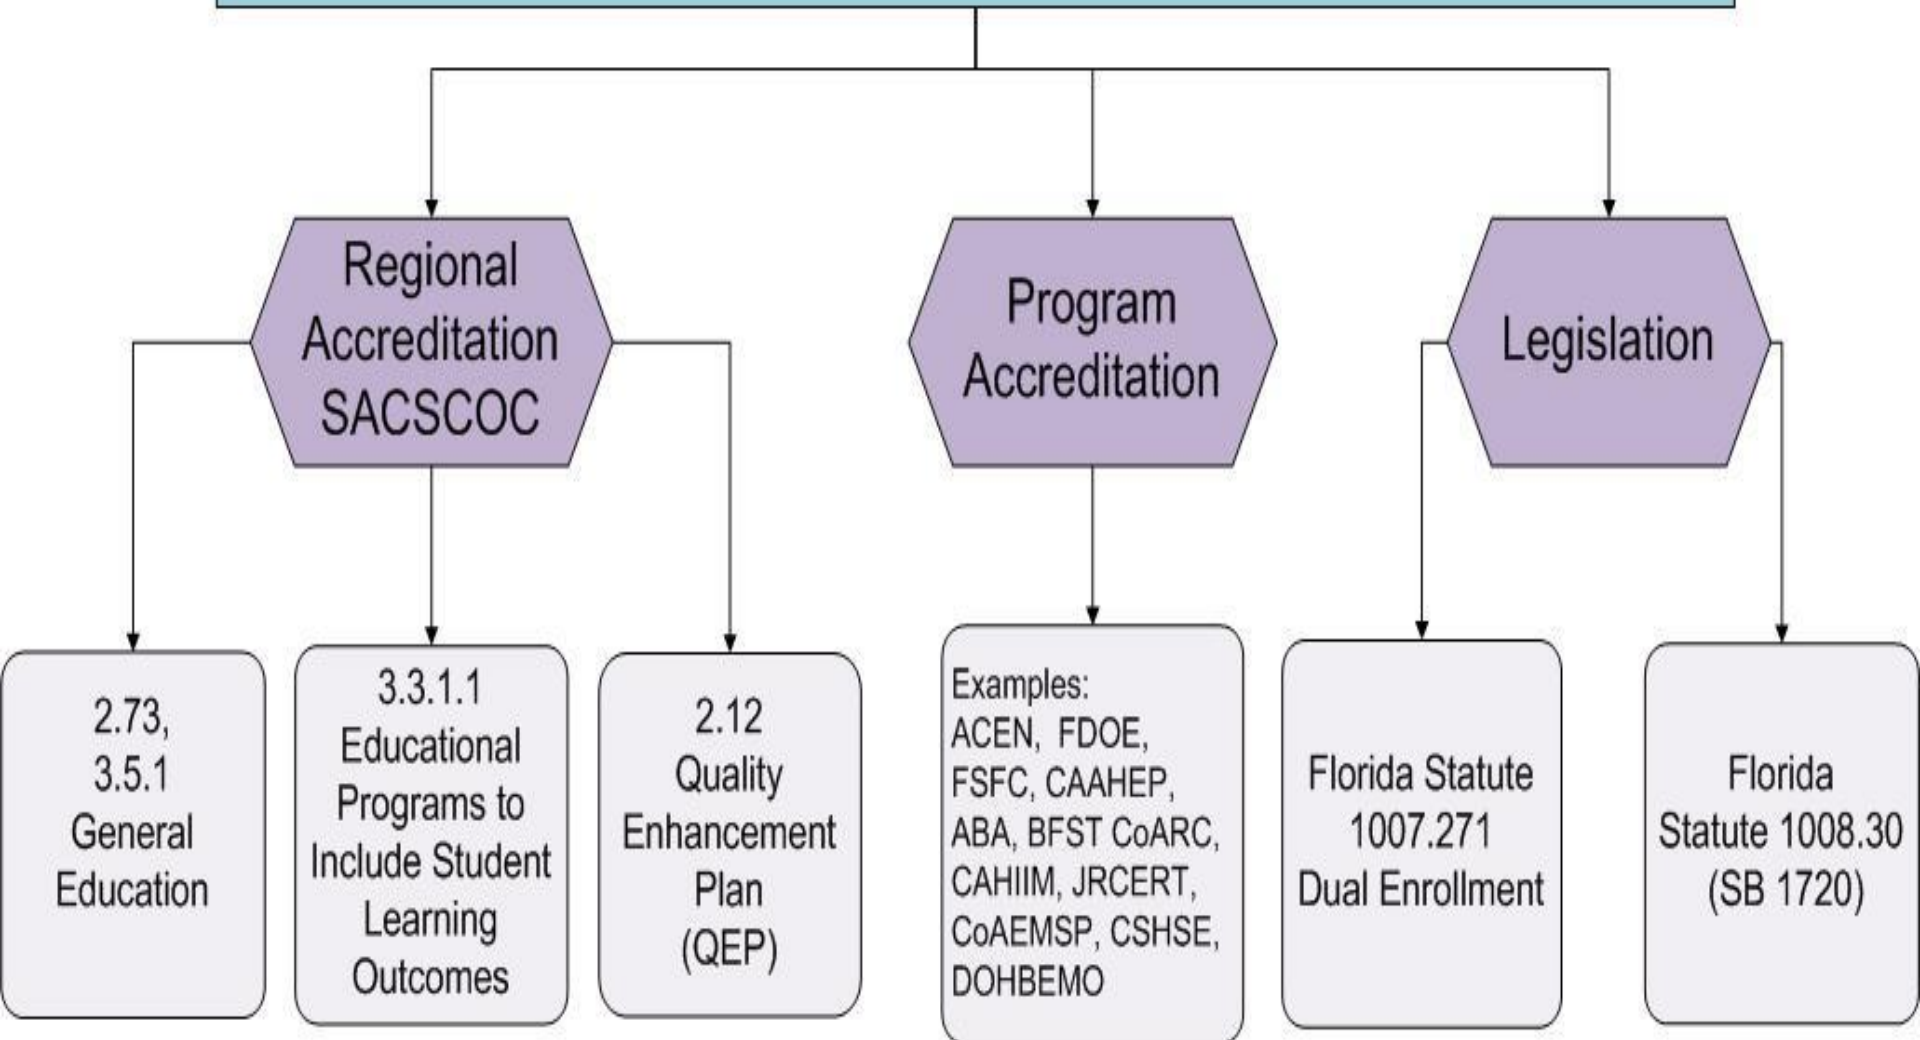 Regional
Accreditation
SACSCOC
Program
Accreditation
Legislation
2.73,
3.5.1
General
Education
3.3.1.1
Educational
Programs to
Include Student
Learning
Outcomes
2.12
Quality
Enhancement
Plan
(QEP)
Examples:
ACEN, FDOE,
FSFC, CAAHEP,
ABA, BFST CoARC,
CAHIIM, JRCERT,
CoAEMSP, CSHSE,
DOHBEMO
Florida Statute
1007.271
Dual Enrollment
Florida
Statute 1008.30
(SB 1720)